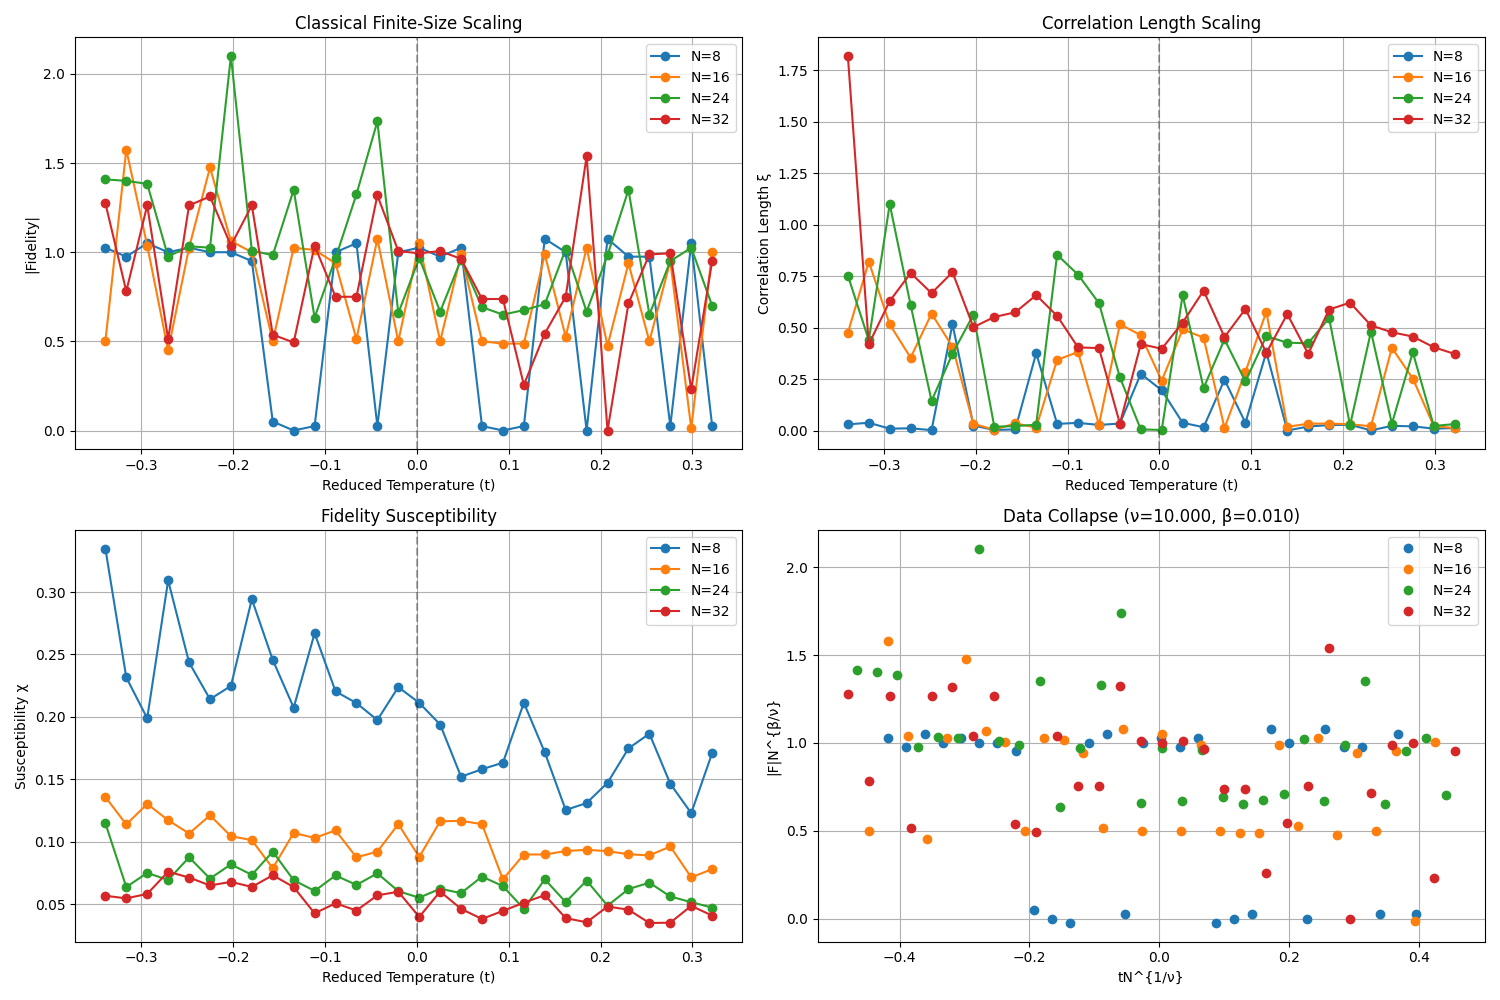 Classical Finite-Size Scaling
|Fidelity|
2.0
1.5
1.0
0.5
0.0
N=8
N=16
N=24
N=32
−0.3 −0.2 −0.1 0.0 0.1 0.2 0.3
Reduced Temperature (t)
Correlation Length Scaling
Correlation Length ξ
1.75
1.50
1.25
1.00
0.75
0.50
0.25
0.00
N=8
N=16
N=24
N=32
−0.3 −0.2 −0.1 0.0 0.1 0.2 0.3
Reduced Temperature (t)
Fidelity Susceptibility
Susceptibility χ
0.30
0.25
0.20
0.15
0.10
0.05
N=8
N=16
N=24
N=32
−0.3 −0.2 −0.1 0.0 0.1 0.2 0.3
Reduced Temperature (t)
Data Collapse (ν=10.000, β=0.010)
|F|N^{β/ν}
2.0
1.5
1.0
0.5
0.0
N=8
N=16
N=24
N=32
−0.4 −0.2 0.0 0.2 0.4
tN^{1/ν}